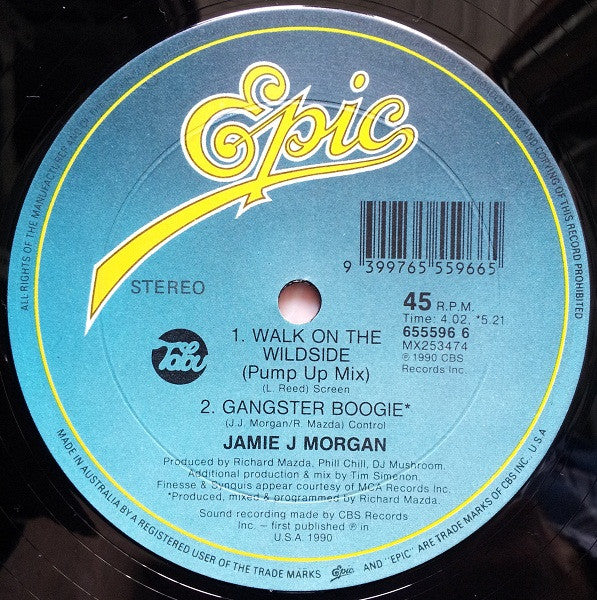 Epic
ALL RIGHTS OF THE MANUFACTURER AND
COPYING OF THIS RECORD PROHIBITED
9 399765 559665
STEREO
45 R.P.M.
Time: 4.02. *5.21
655596 6
MX253474
℗ 1990 CBS
Records Inc.
Tabu
1. WALK ON THE
WILDSIDE
(Pump Up Mix)
(L. Reed) Screen
2. GANGSTER BOOGIE*
(J.J. Morgan/R. Mazda) Control
JAMIE J MORGAN
Produced by Richard Mazda, Phill Chill, DJ Mushroom.
Additional production & mix by Tim Simenon.
Finesse & Synquis appear courtesy of MCA Records Inc.
*Produced, mixed & programmed by Richard Mazda.
Sound recording made by CBS Records
Inc. – first published ℗ in
U.S.A. 1990
MADE IN AUSTRALIA BY A REGISTERED USER OF THE TRADE MARKS Epic AND "EPIC" ARE TRADE MARKS OF CBS INC., U.S.A